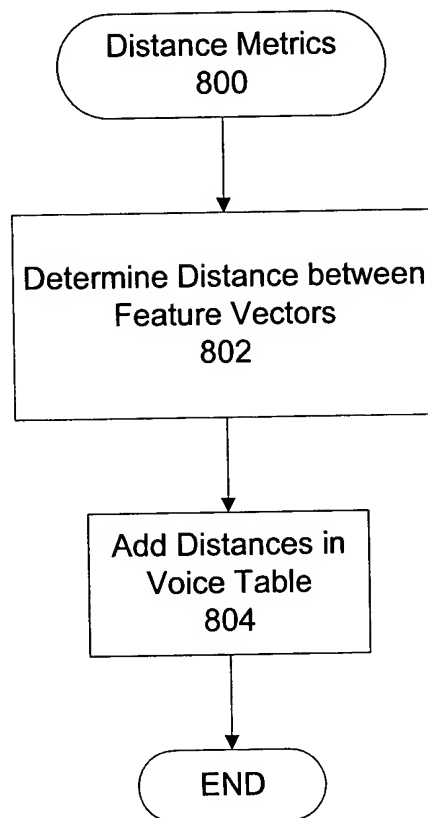 Distance Metrics
800
Determine Distance between
Feature Vectors
802
Add Distances in
Voice Table
804
END